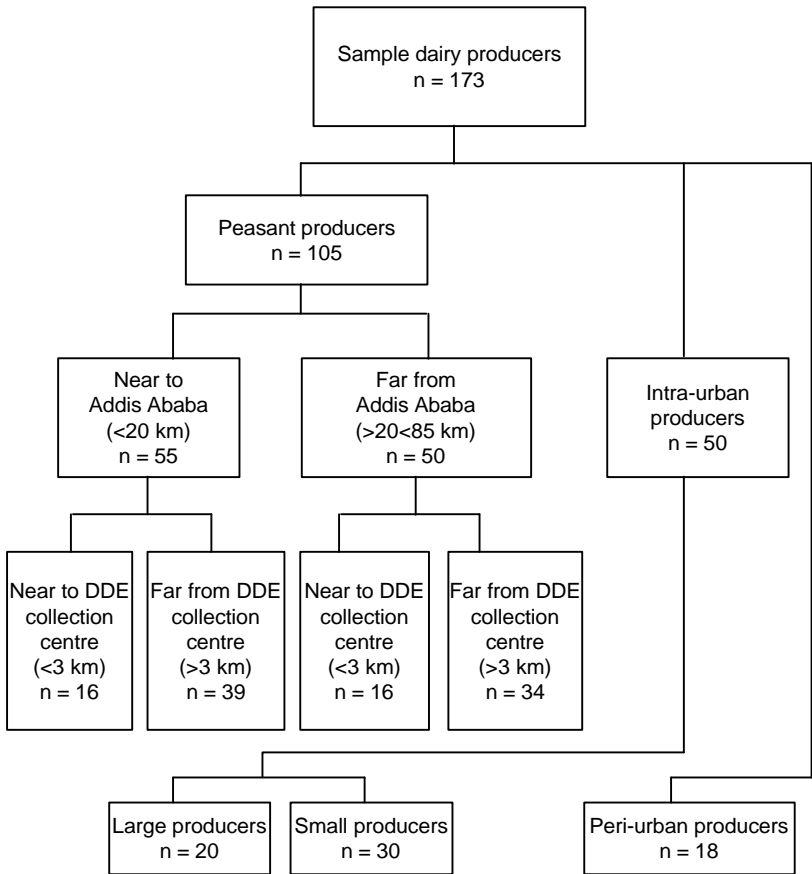 Sample dairy producers
n = 173
Peasant producers
n = 105
Near to
Addis Ababa
(<20 km)
n = 55
Far from
Addis Ababa
(>20<85 km)
n = 50
Intra-urban
producers
n = 50
Near to DDE
collection
centre
(<3 km)
n = 16
Far from DDE
collection
centre
(>3 km)
n = 39
Near to DDE
collection
centre
(<3 km)
n = 16
Far from DDE
collection
centre
(>3 km)
n = 34
Large producers
n = 20
Small producers
n = 30
Peri-urban producers
n = 18